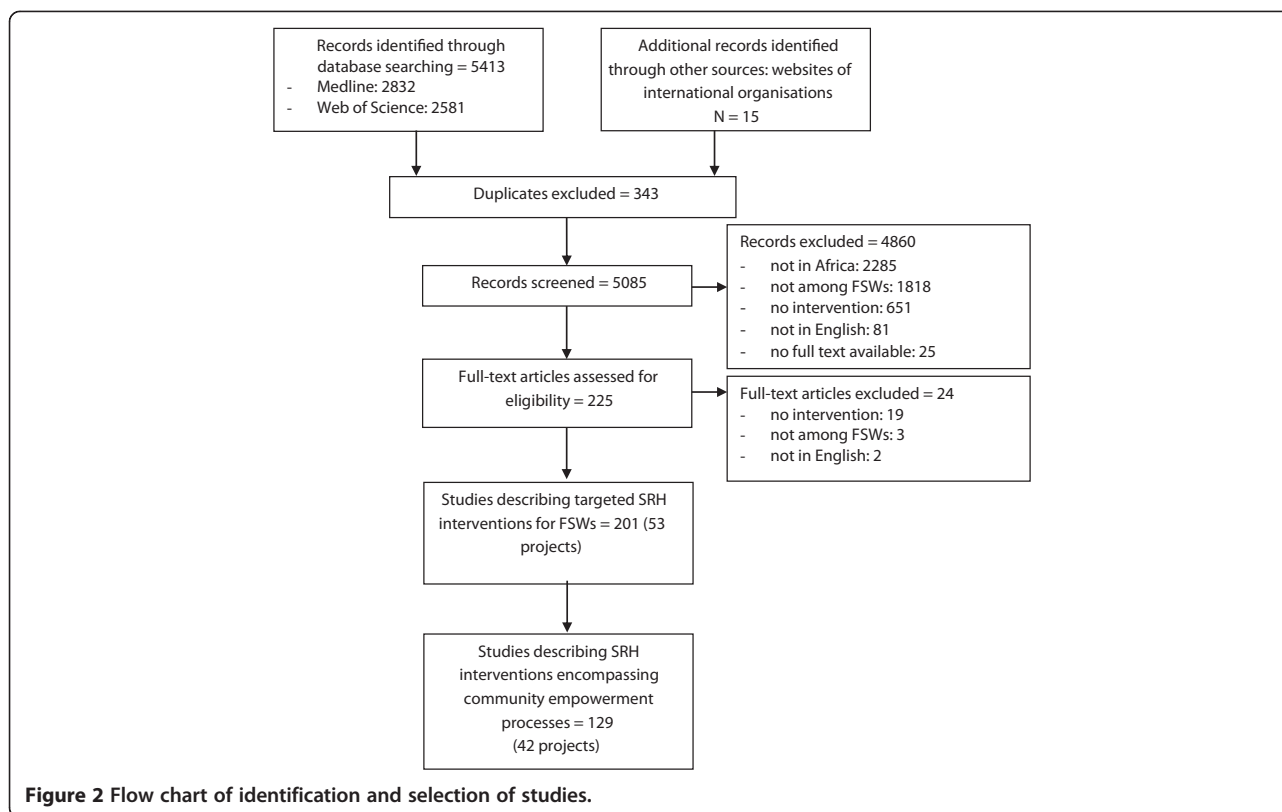 Records identified through
database searching = 5413
- Medline: 2832
- Web of Science: 2581
Additional records identified
through other sources: websites of
international organisations
N = 15
Duplicates excluded = 343
Records screened = 5085
Records excluded = 4860
- not in Africa: 2285
- not among FSWs: 1818
- no intervention: 651
- not in English: 81
- no full text available: 25
Full-text articles assessed for
eligibility = 225
Full-text articles excluded = 24
- no intervention: 19
- not among FSWs: 3
- not in English: 2
Studies describing targeted SRH
interventions for FSWs = 201 (53
projects)
Studies describing SRH
interventions encompassing
community empowerment
processes = 129
(42 projects)
Figure 2 Flow chart of identification and selection of studies.